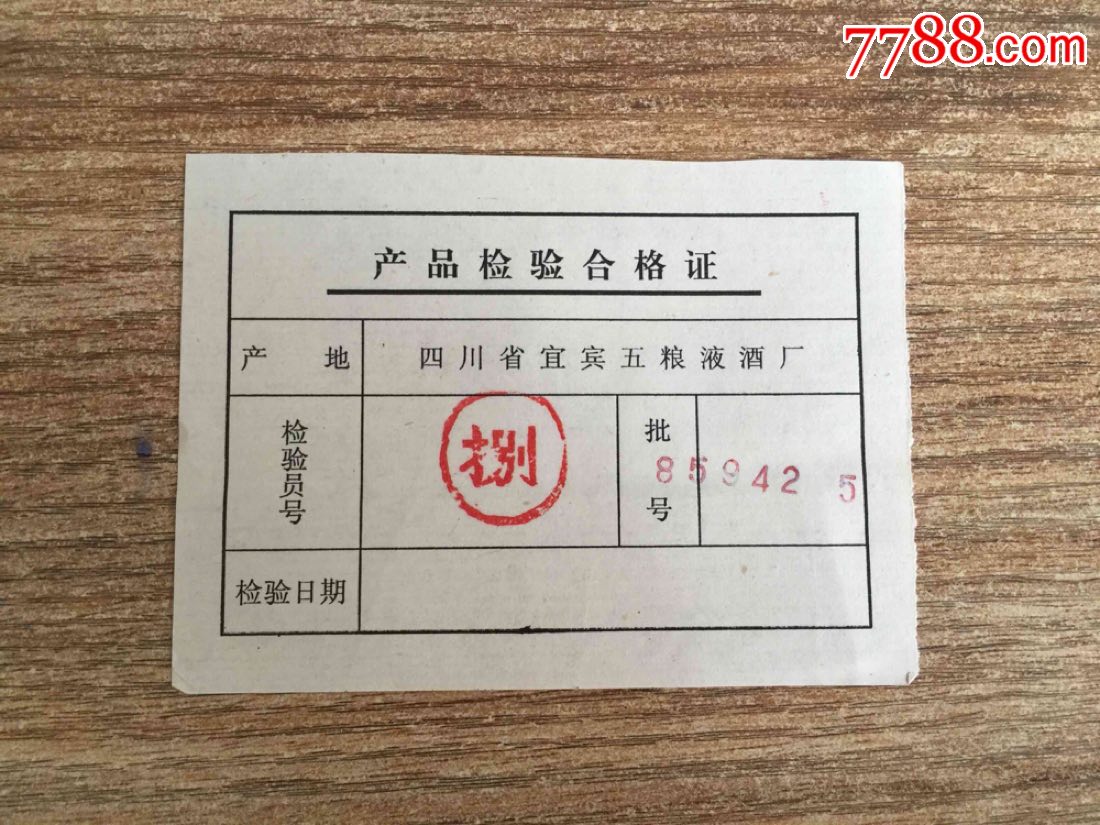 7788.com
产品检验合格证
产 地 四川省宜宾五粮液酒厂
检验员号 捌 批号 85942 5
检验日期